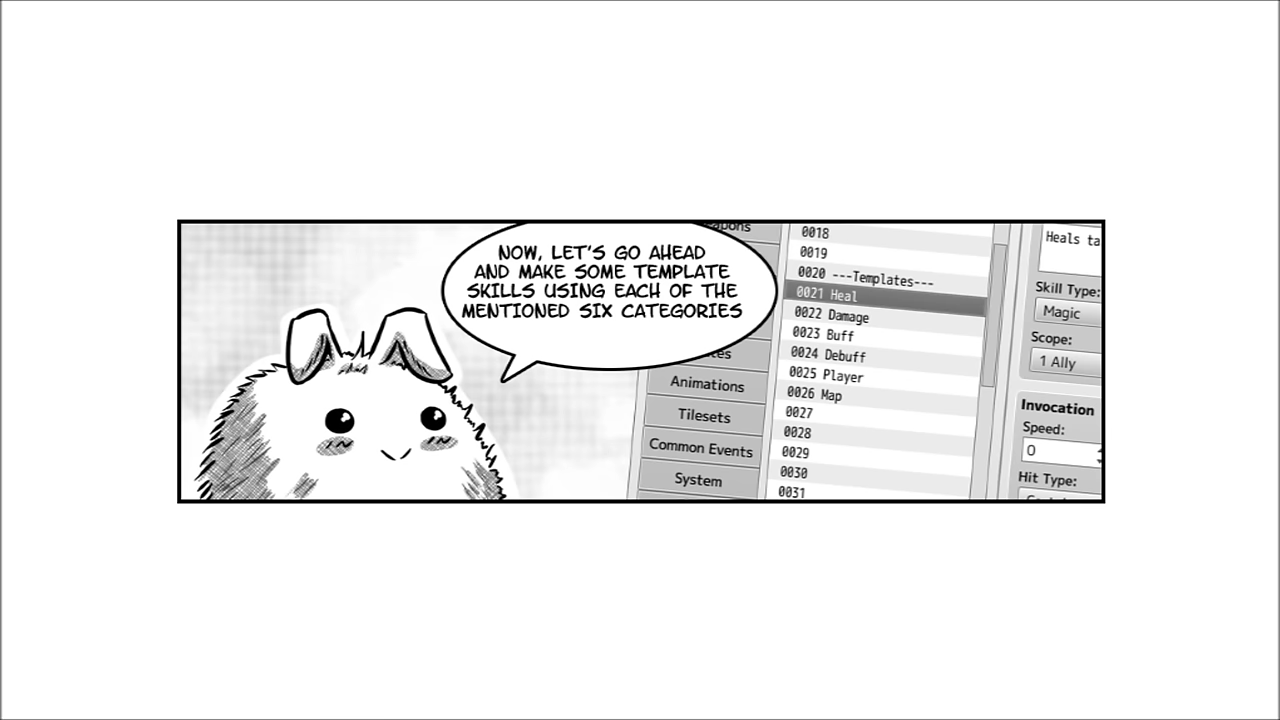 NOW, LET'S GO AHEAD
AND MAKE SOME TEMPLATE
SKILLS USING EACH OF THE
MENTIONED SIX CATEGORIES
Animations
Tilesets
Common Events
System
0018
0019
0020 ---Templates---
0021 Heal
0022 Damage
0023 Buff
0024 Debuff
0025 Player
0026 Map
0027
0028
0029
0030
0031
Heals ta
Skill Type:
Magic
Scope:
1 Ally
Invocation
Speed:
0
Hit Type: